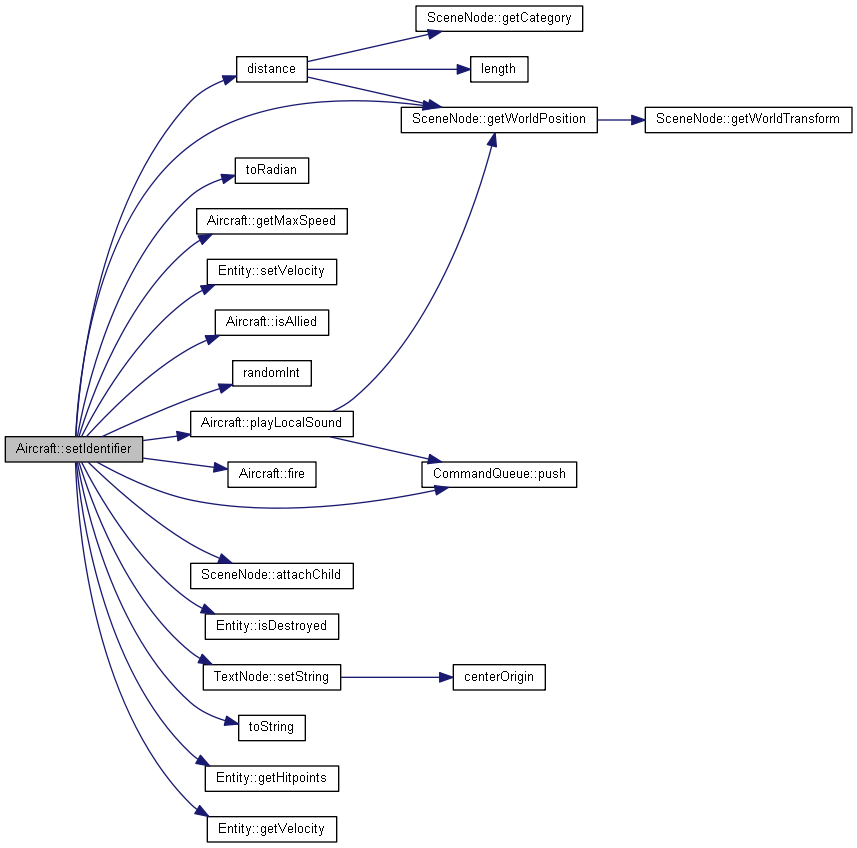 SceneNode::getCategory
distance
length
SceneNode::getWorldPosition
SceneNode::getWorldTransform
toRadian
Aircraft::getMaxSpeed
Entity::setVelocity
Aircraft::isAllied
randomInt
Aircraft::playLocalSound
Aircraft::setIdentifier
Aircraft::fire
CommandQueue::push
SceneNode::attachChild
Entity::isDestroyed
TextNode::setString
centerOrigin
toString
Entity::getHitpoints
Entity::getVelocity